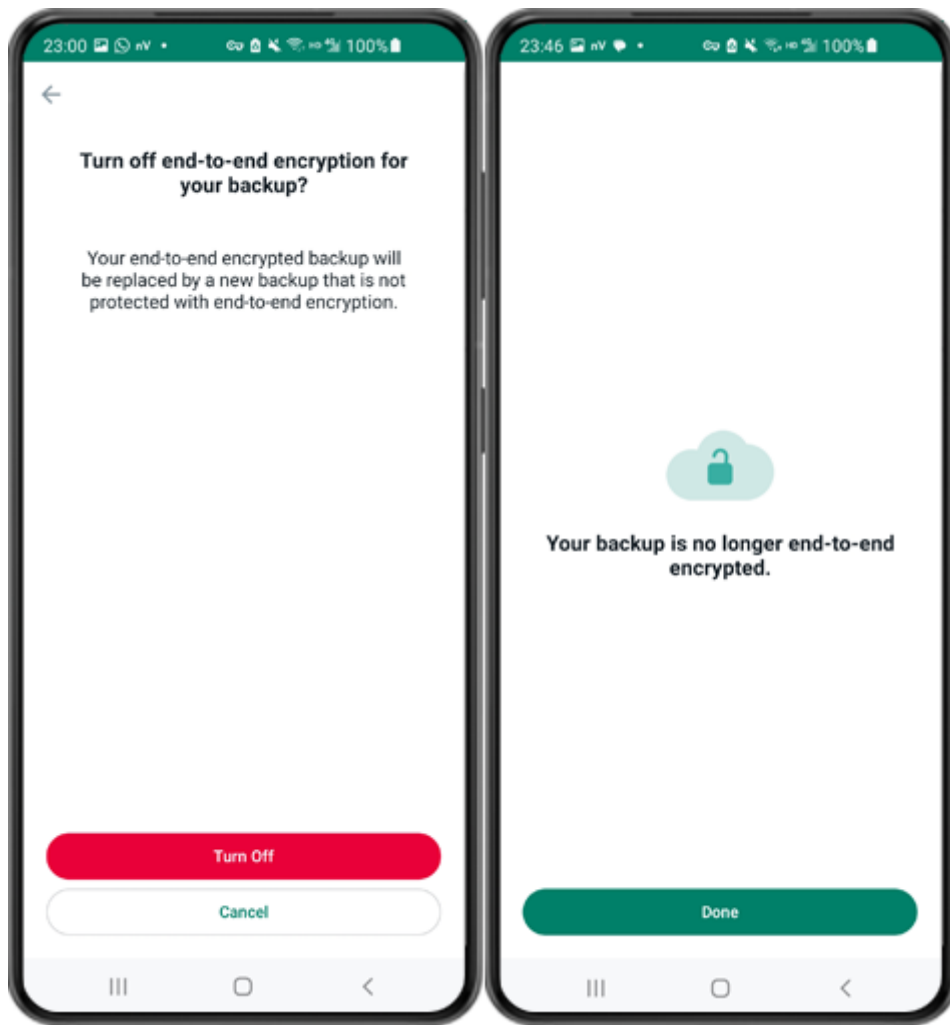 23:00 nV 100%
Turn off end-to-end encryption for
your backup?
Your end-to-end encrypted backup will
be replaced by a new backup that is not
protected with end-to-end encryption.
Turn Off
Cancel
23:46 nV 100%
Your backup is no longer end-to-end
encrypted.
Done